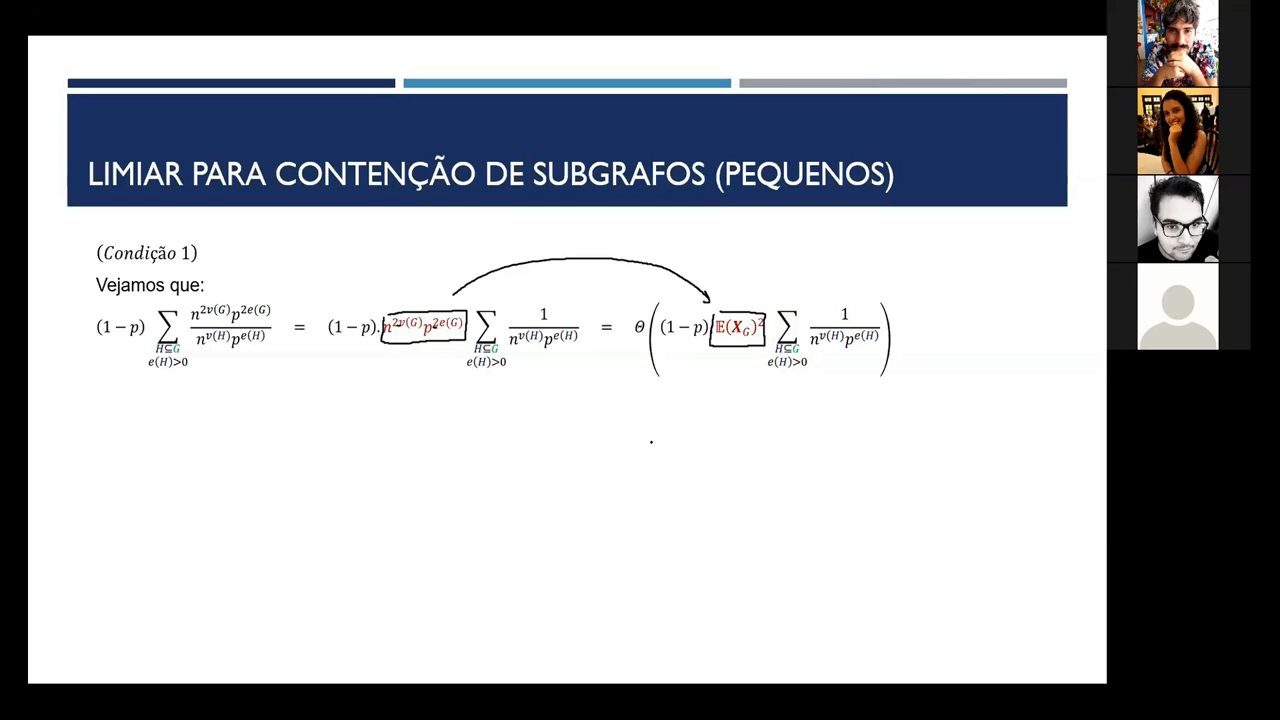 LIMIAR PARA CONTENÇÃO DE SUBGRAFOS (PEQUENOS)
(Condição 1)
Vejamos que:
(1 − p) ∑_{H⊆G, e(H)>0} n^{2v(G)} p^{2e(G)} / n^{v(H)} p^{e(H)} = (1 − p). n^{2v(G)} p^{2e(G)} ∑_{H⊆G, e(H)>0} 1 / n^{v(H)} p^{e(H)} = Θ ( (1 − p) 𝔼(X_G)^2 ∑_{H⊆G, e(H)>0} 1 / n^{v(H)} p^{e(H)} )